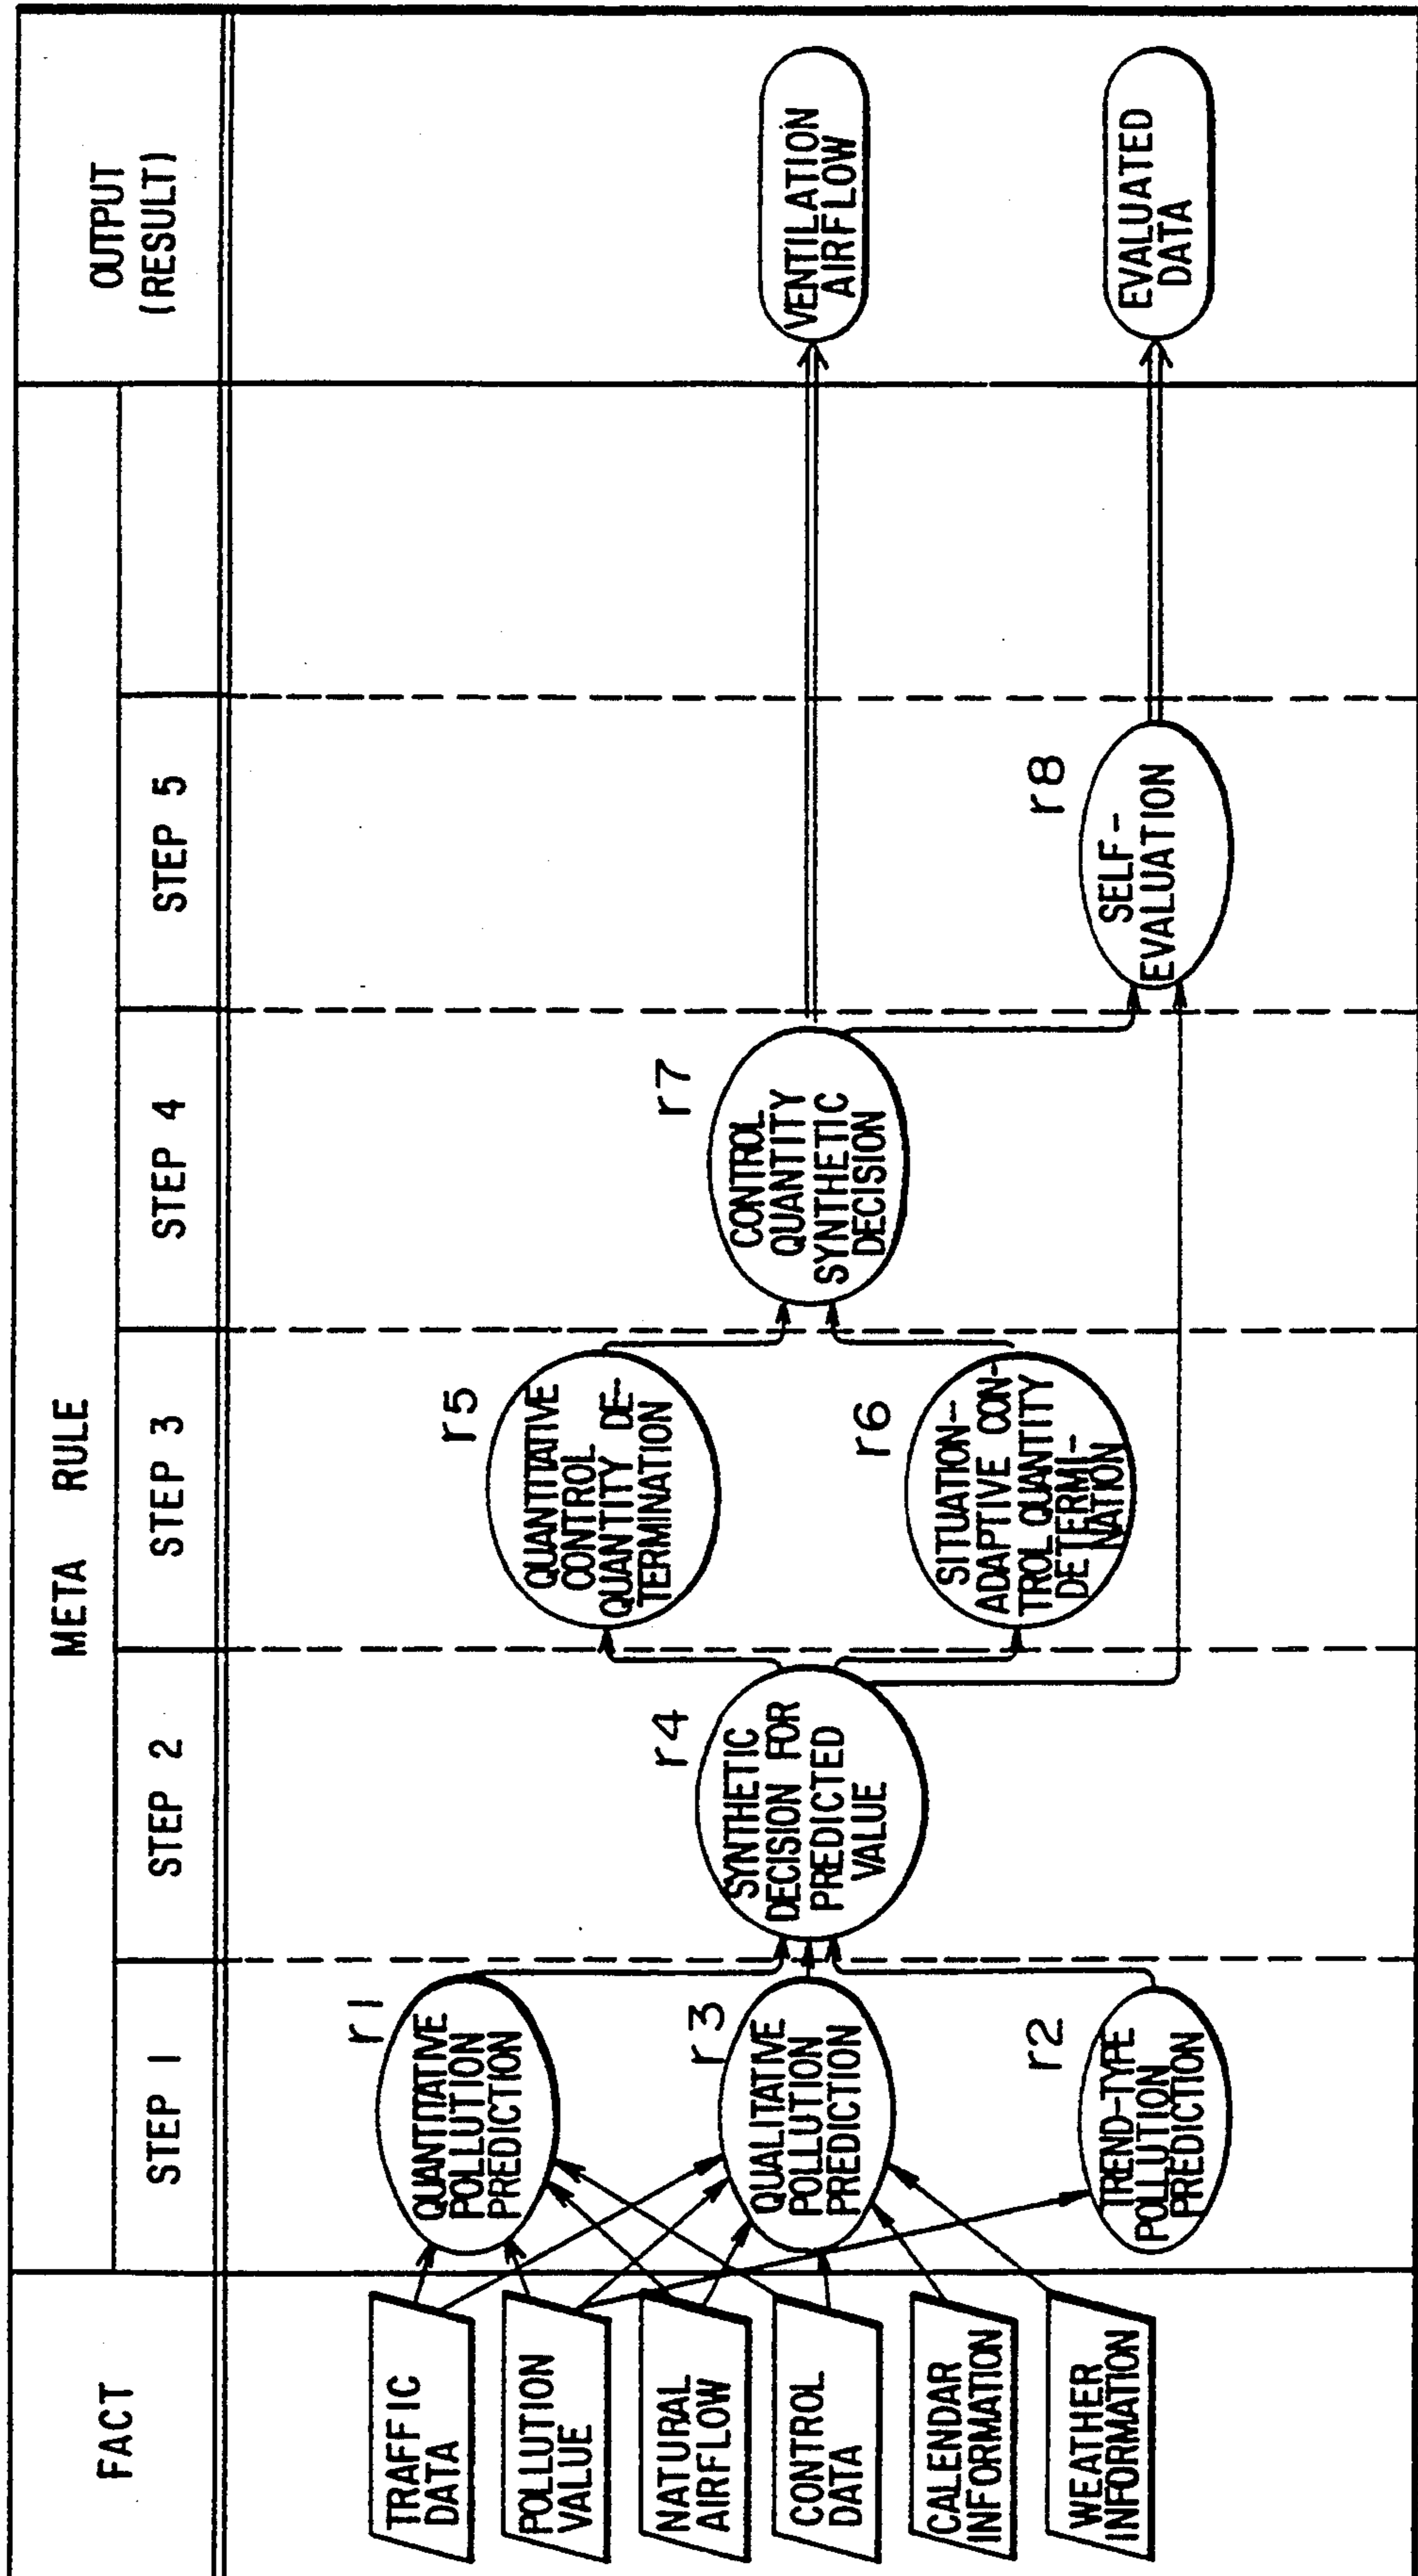 FACT
META RULE
OUTPUT
(RESULT)
STEP 1
STEP 2
STEP 3
STEP 4
STEP 5
TRAFFIC
DATA
POLLUTION
VALUE
NATURAL
AIRFLOW
CONTROL
DATA
CALENDAR
INFORMATION
WEATHER
INFORMATION
r1
QUANTITATIVE
POLLUTION
PREDICTION
r3
QUALITATIVE
POLLUTION
PREDICTION
r2
TREND-TYPE
POLLUTION
PREDICTION
r4
SYNTHETIC
DECISION FOR
PREDICTED
VALUE
r5
QUANTITATIVE
CONTROL
QUANTITY DE-
TERMINATION
r6
SITUATION-
ADAPTIVE CON-
TROL QUANTITY
DETERMI-
NATION
r7
CONTROL
QUANTITY
SYNTHETIC
DECISION
r8
SELF-
EVALUATION
VENTILATION
AIRFLOW
EVALUATED
DATA